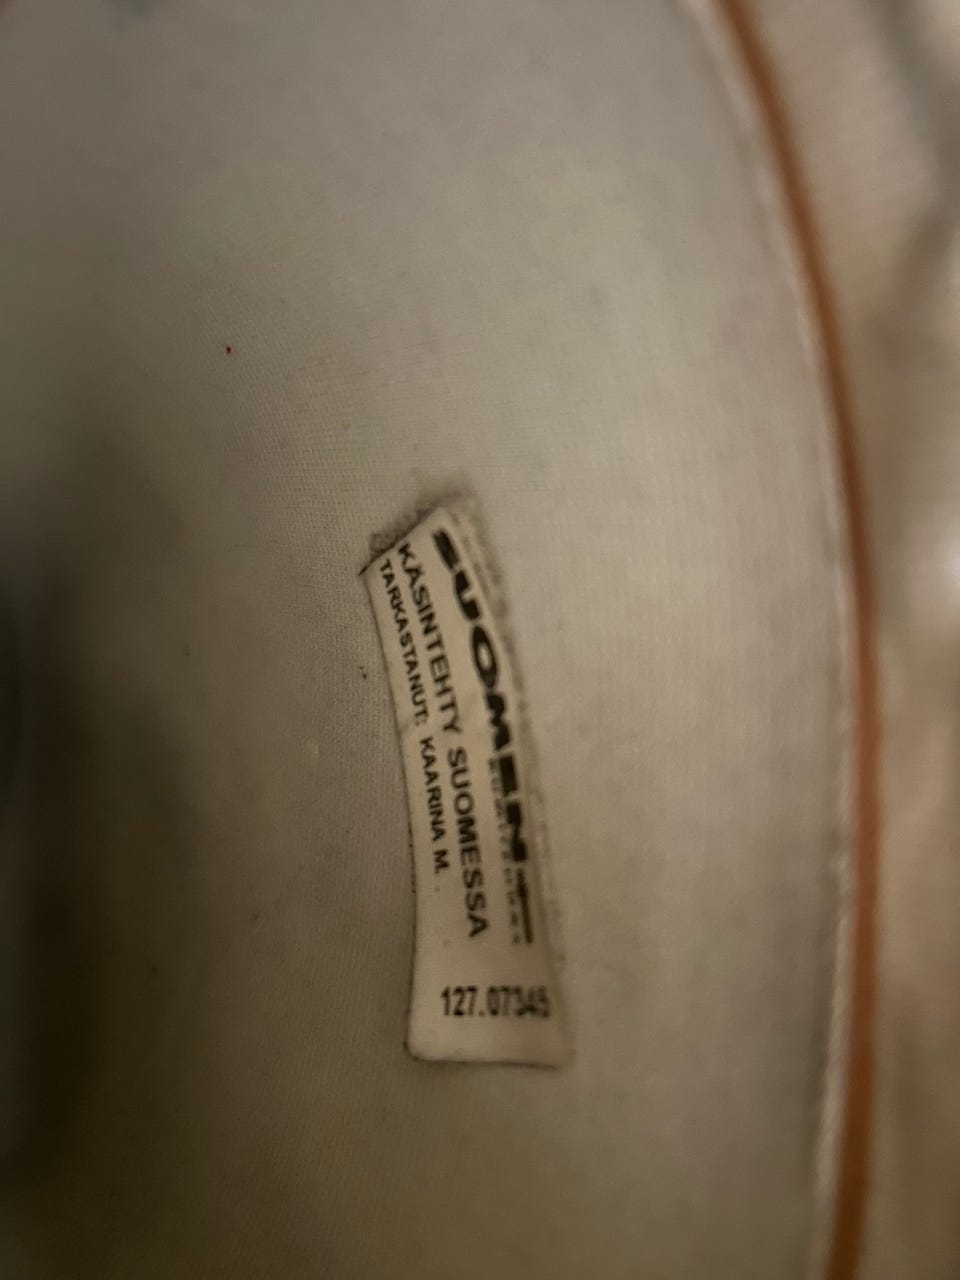 SUOMEN
KÄSINTEHTY SUOMESSA
TARKASTANUT: KAARINA M.
127.07345